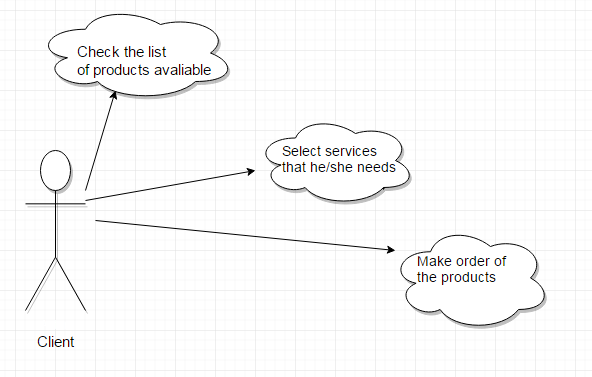 Check the list
of products avaliable
Select services
that he/she needs
Make order of
the products
Client